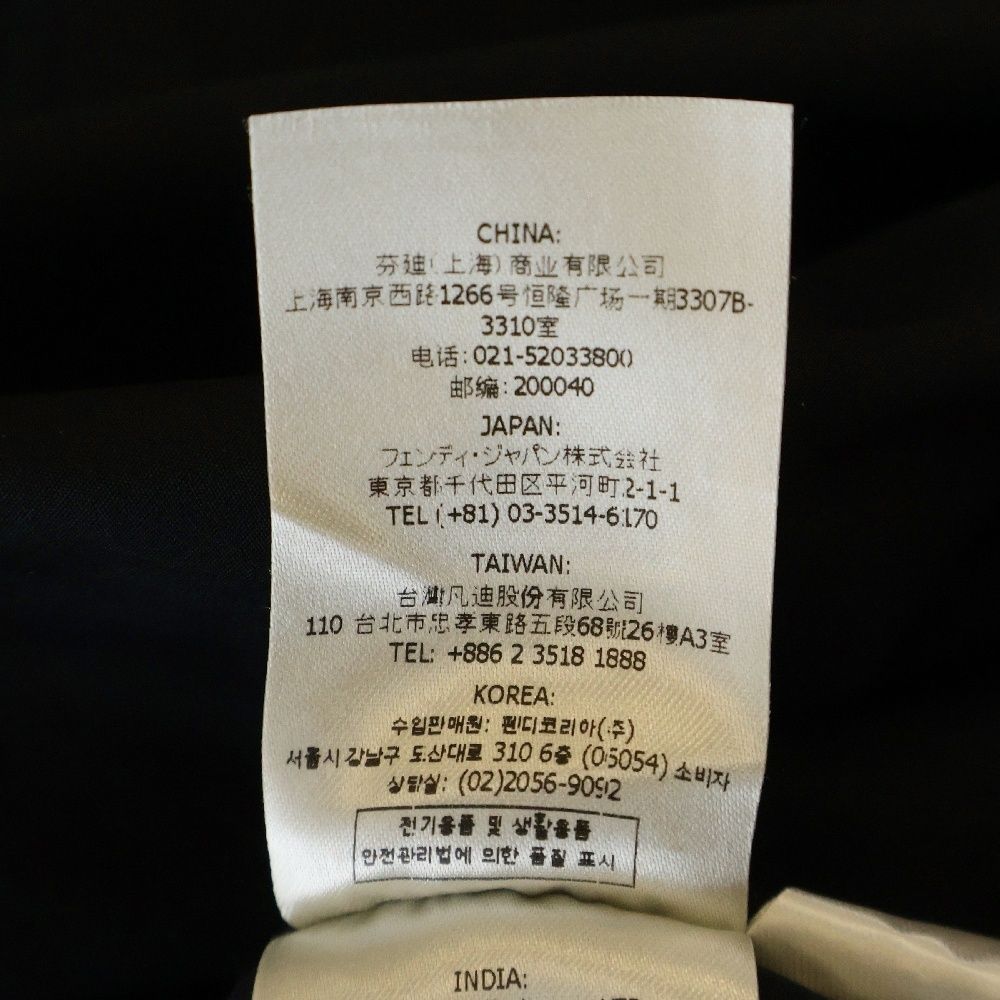 CHINA:
芬迪(上海)商业有限公司
上海南京西路1266号恒隆广场一期3307B-
3310室
电话:021-52033800
邮编:200040
JAPAN:
フェンディ・ジャパン株式会社
東京都千代田区平河町2-1-1
TEL (+81) 03-3514-6170
TAIWAN:
台灣凡迪股份有限公司
110 台北市忠孝東路五段68號26樓A3室
TEL: +886 2 3518 1888
KOREA:
수입판매원: 펜디코리아(주)
서울시 강남구 도산대로 310 6층 (06054) 소비자
상담실: (02)2056-9092
전기용품 및 생활용품
안전관리법에 의한 품질 표시
INDIA: